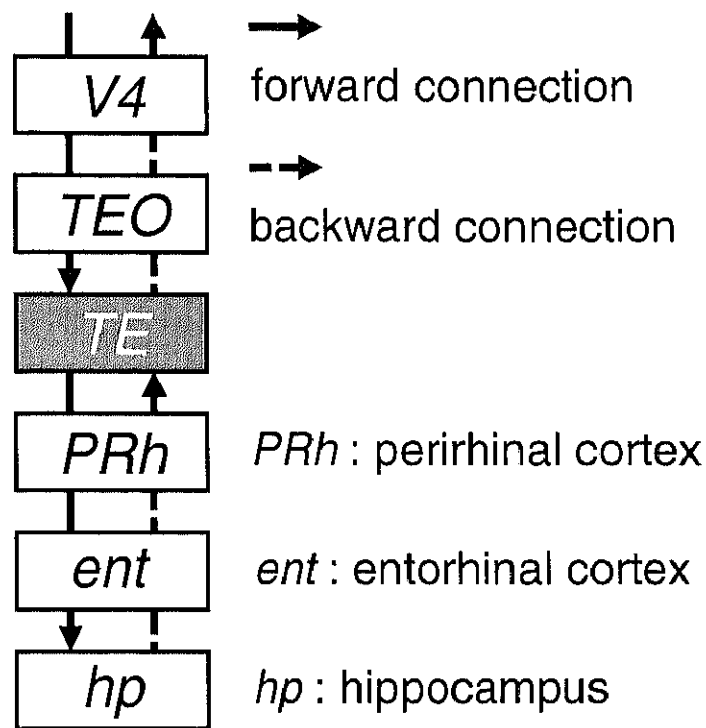 V4
forward connection
TEO
backward connection
TE
PRh
PRh : perirhinal cortex
ent
ent : entorhinal cortex
hp
hp : hippocampus